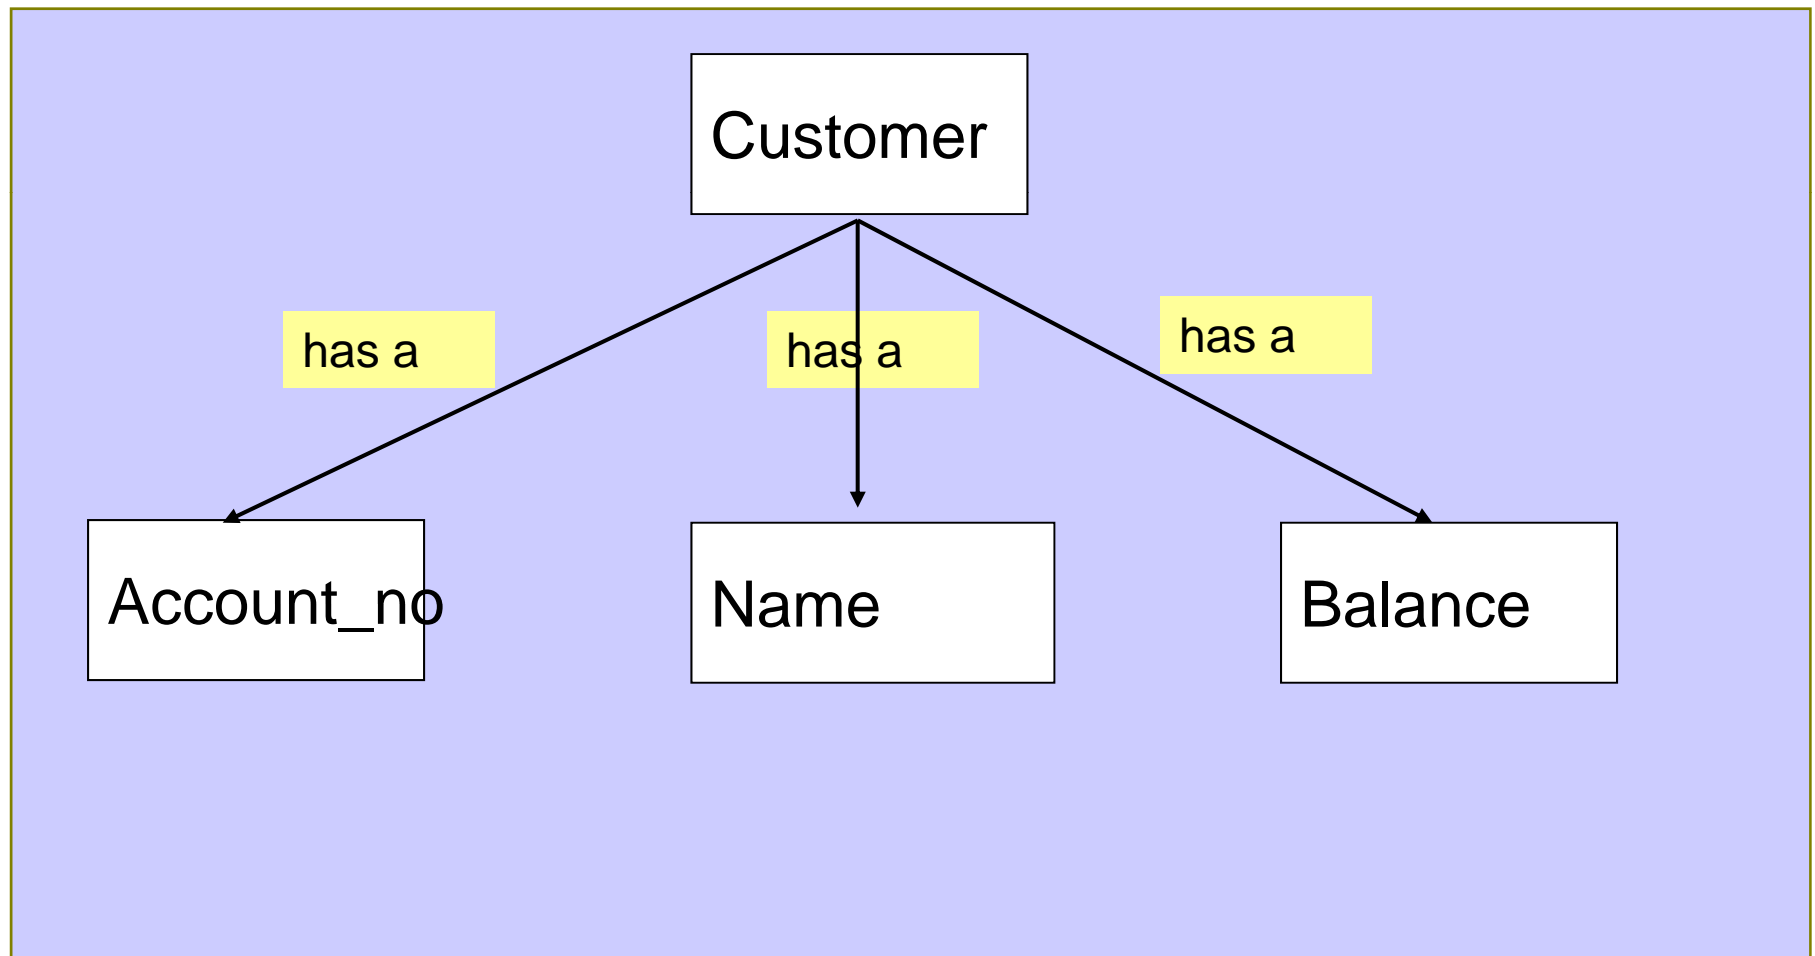 Customer
has a
has a
has a
Account_no
Name
Balance